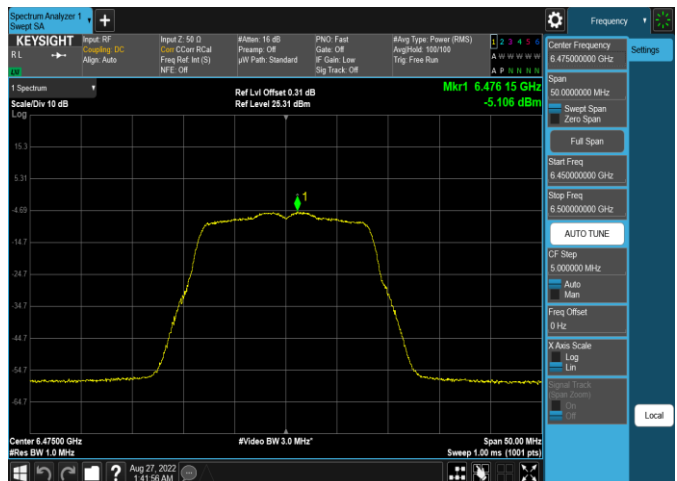 Spectrum Analyzer 1
Swept SA
Frequency
KEYSIGHT
Input: RF
Input Z: 50 Ω
#Atten: 16 dB
PNO: Fast
#Avg Type: Power (RMS)
1 2 3 4 5 6
RL
Coupling: DC
Corr CCorr RCal
Preamp: Off
Gate: Off
Avg|Hold: 100/100
A W W W W W
Align: Auto
Freq Ref: Int (S)
µW Path: Standard
IF Gain: Low
Trig: Free Run
NFE: Off
Sig Track: Off
A P N N N N
1 Spectrum
Ref Lvl Offset 0.31 dB
Mkr1 6.476 15 GHz
Scale/Div 10 dB
Ref Level 25.31 dBm
-5.106 dBm
Log
15.3
5.31
-4.69
-14.7
-24.7
-34.7
-44.7
-54.7
-64.7
1
Center 6.47500 GHz
#Video BW 3.0 MHz*
Span 50.00 MHz
#Res BW 1.0 MHz
Sweep 1.00 ms (1001 pts)
?
Aug 27, 2022
1:41:56 AM
Center Frequency
6.475000000 GHz
Settings
Span
50.0000000 MHz
Swept Span
Zero Span
Full Span
Start Freq
6.450000000 GHz
Stop Freq
6.500000000 GHz
AUTO TUNE
CF Step
5.000000 MHz
Auto
Man
Freq Offset
0 Hz
X Axis Scale
Log
Lin
Signal Track
(Span Zoom)
On
Off
Local